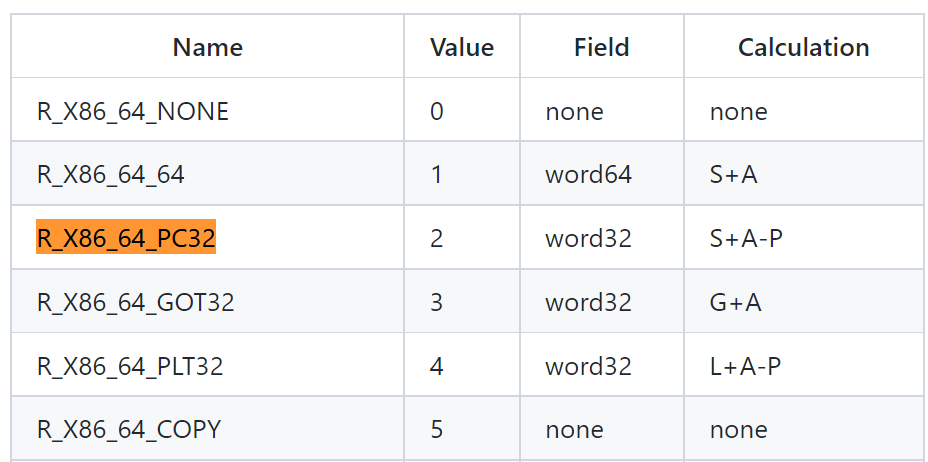 Name Value Field Calculation
R_X86_64_NONE 0 none none
R_X86_64_64 1 word64 S+A
R_X86_64_PC32 2 word32 S+A-P
R_X86_64_GOT32 3 word32 G+A
R_X86_64_PLT32 4 word32 L+A-P
R_X86_64_COPY 5 none none